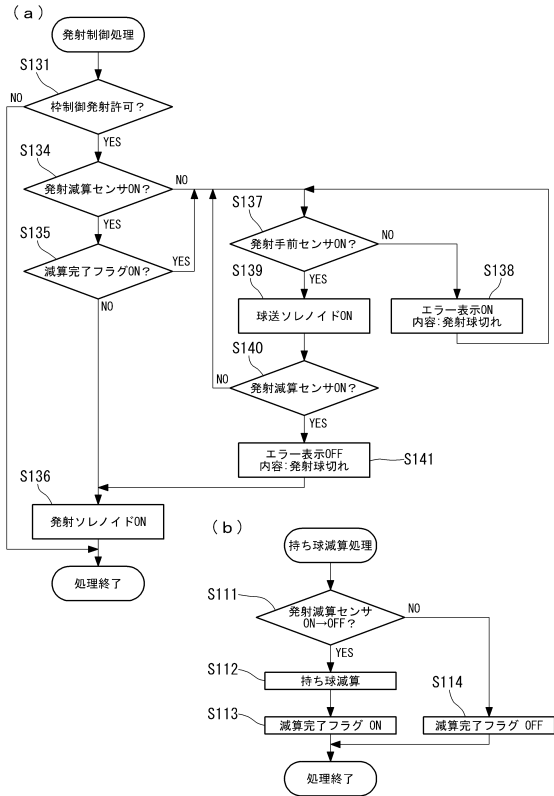 (a)
発射制御処理
S131
枠制御発射許可？
NO
YES
S134
発射減算センサON？
NO
YES
S135
減算完了フラグON？
YES
NO
S137
発射手前センサON？
NO
YES
S138
エラー表示ON
内容：発射球切れ
S139
球送ソレノイドON
S140
発射減算センサON？
NO
YES
エラー表示OFF
内容：発射球切れ
S141
S136
発射ソレノイドON
処理終了
(b)
持ち球減算処理
S111
発射減算センサ
ON→OFF？
NO
YES
S112
持ち球減算
S113
減算完了フラグ ON
S114
減算完了フラグ OFF
処理終了